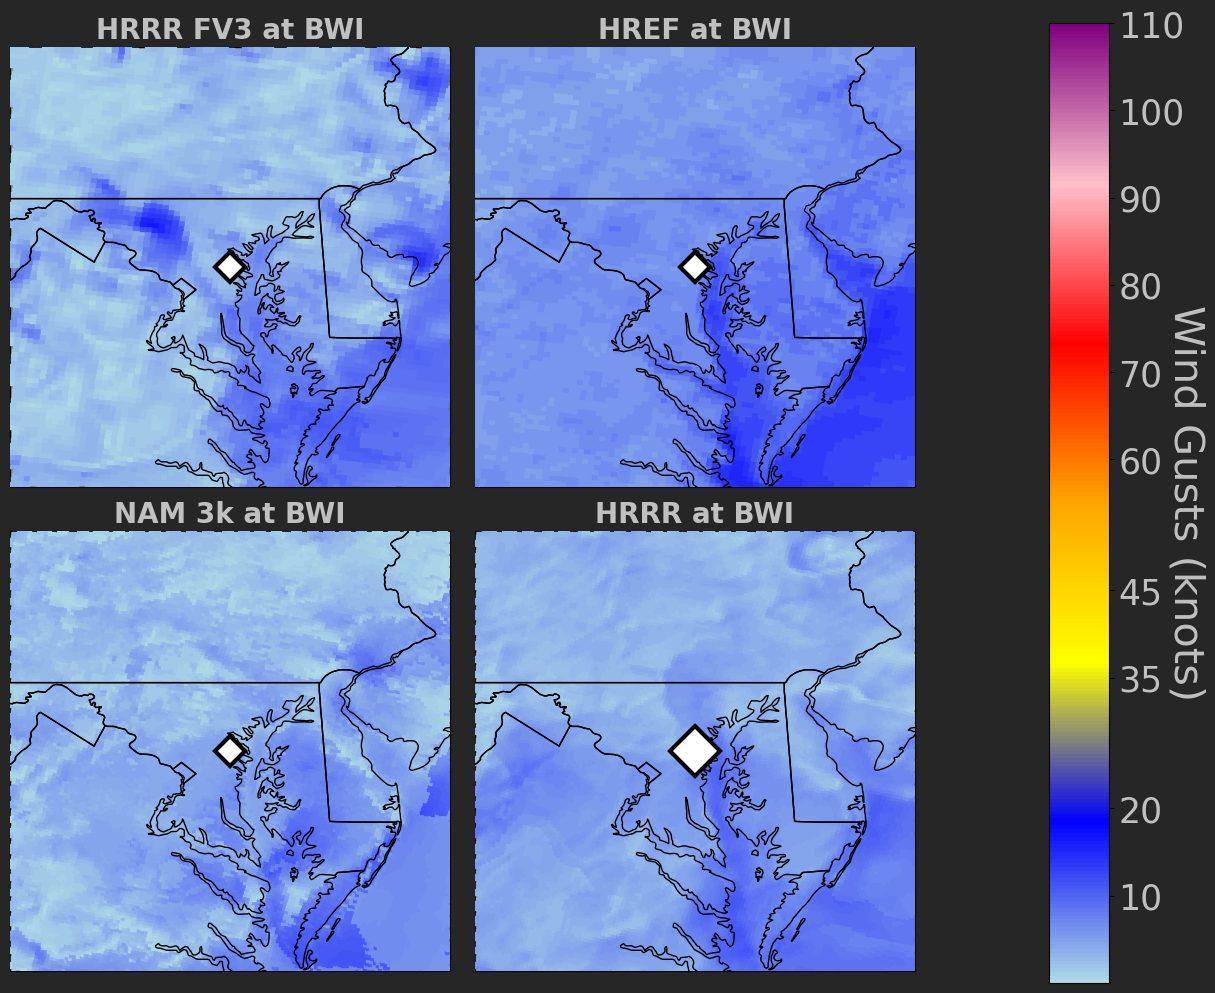 HRRR FV3 at BWI
HREF at BWI
NAM 3k at BWI
HRRR at BWI
110
100
90
80
70
60
45
35
20
10
Wind Gusts (knots)